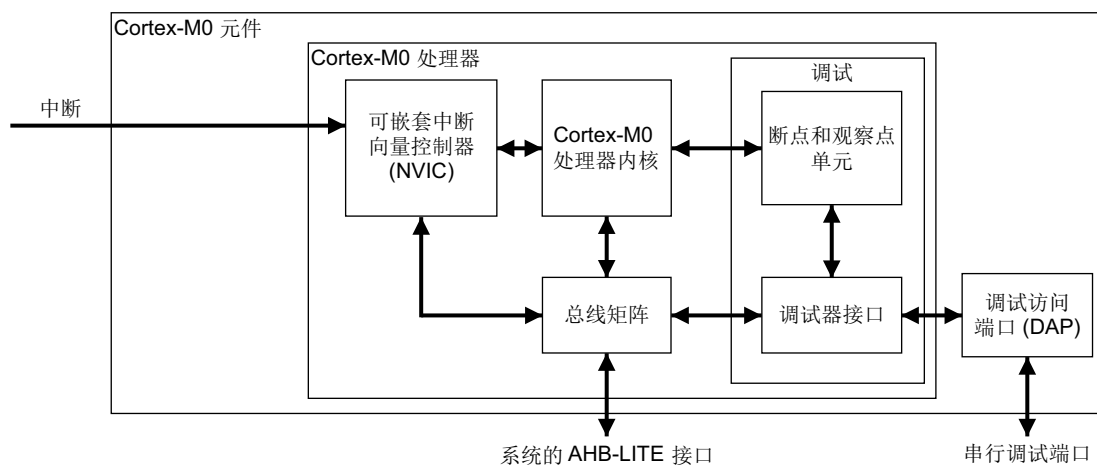 Cortex-M0 元件
Cortex-M0 处理器
调试
中断
可嵌套中断
向量控制器
(NVIC)
Cortex-M0
处理器内核
断点和观察点
单元
总线矩阵
调试器接口
调试访问
端口 (DAP)
系统的 AHB-LITE 接口
串行调试端口